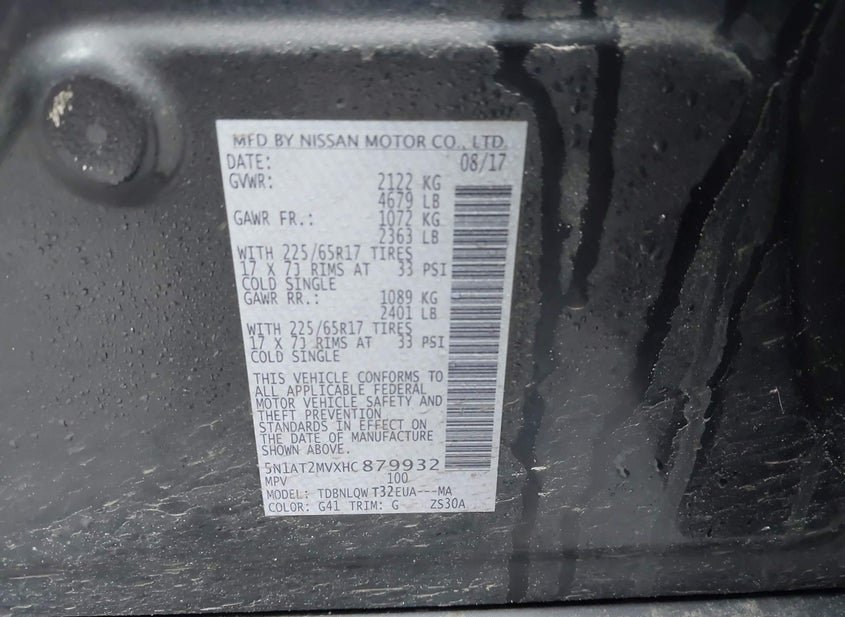 MFD BY NISSAN MOTOR CO., LTD.
DATE: 08/17
GVWR: 2122 KG
4679 LB
GAWR FR.: 1072 KG
2363 LB
WITH 225/65R17 TIRES
17 X 7J RIMS AT 33 PSI
COLD SINGLE
GAWR RR.: 1089 KG
2401 LB
WITH 225/65R17 TIRES
17 X 7J RIMS AT 33 PSI
COLD SINGLE
THIS VEHICLE CONFORMS TO
ALL APPLICABLE FEDERAL
MOTOR VEHICLE SAFETY AND
THEFT PREVENTION
STANDARDS IN EFFECT ON
THE DATE OF MANUFACTURE
SHOWN ABOVE.
5N1AT2MVXHC879932
MPV 100
MODEL: TDBNLQWT32EUA---MA
COLOR: G41 TRIM: G ZS30A